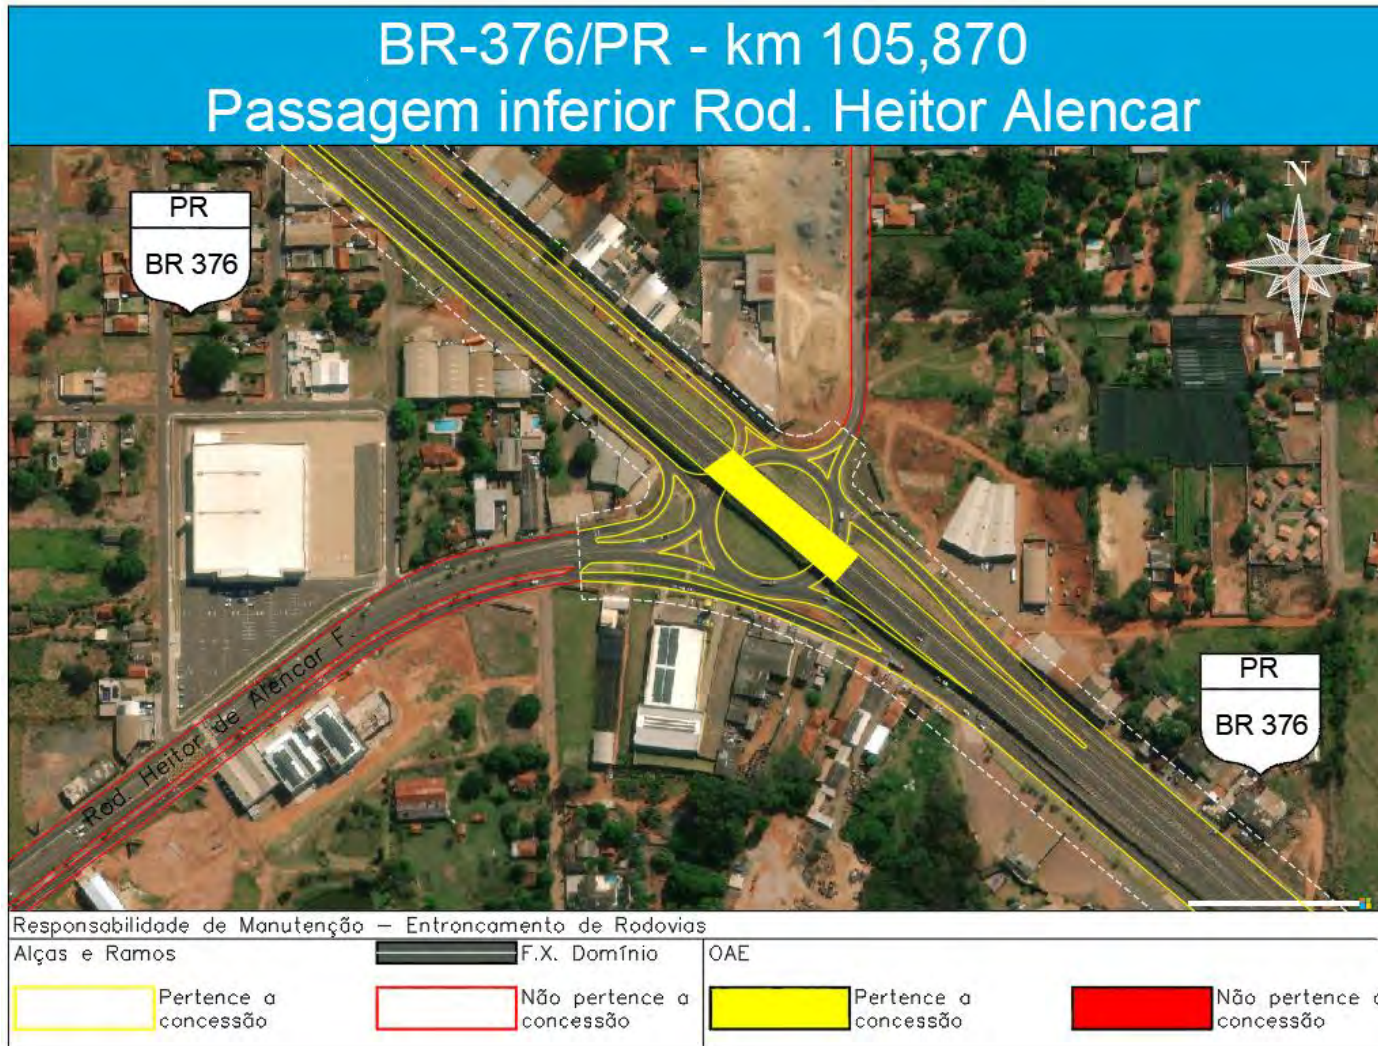 BR-376/PR - km 105,870
Passagem inferior Rod. Heitor Alencar
N
PR
BR 376
PR
BR 376
Rod. Heitor de Alencar F.
Responsabilidade de Manutenção – Entroncamento de Rodovias
Alças e Ramos
F.X. Domínio
OAE
Pertence a
concessão
Não pertence a
concessão
Pertence a
concessão
Não pertence a
concessão